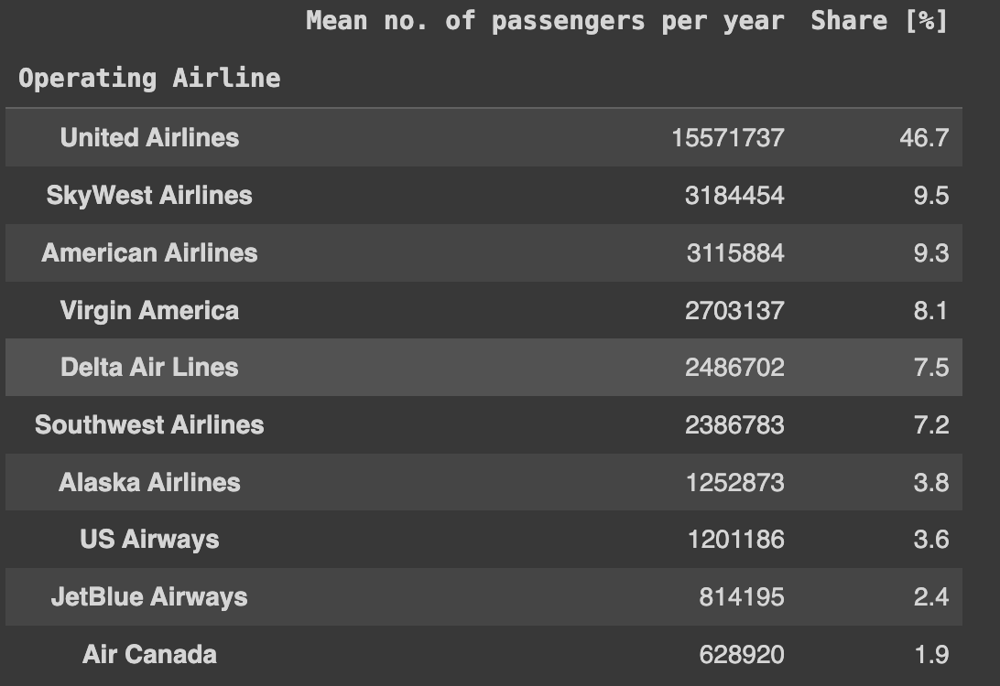 Mean no. of passengers per year Share [%]
Operating Airline
United Airlines 15571737 46.7
SkyWest Airlines 3184454 9.5
American Airlines 3115884 9.3
Virgin America 2703137 8.1
Delta Air Lines 2486702 7.5
Southwest Airlines 2386783 7.2
Alaska Airlines 1252873 3.8
US Airways 1201186 3.6
JetBlue Airways 814195 2.4
Air Canada 628920 1.9